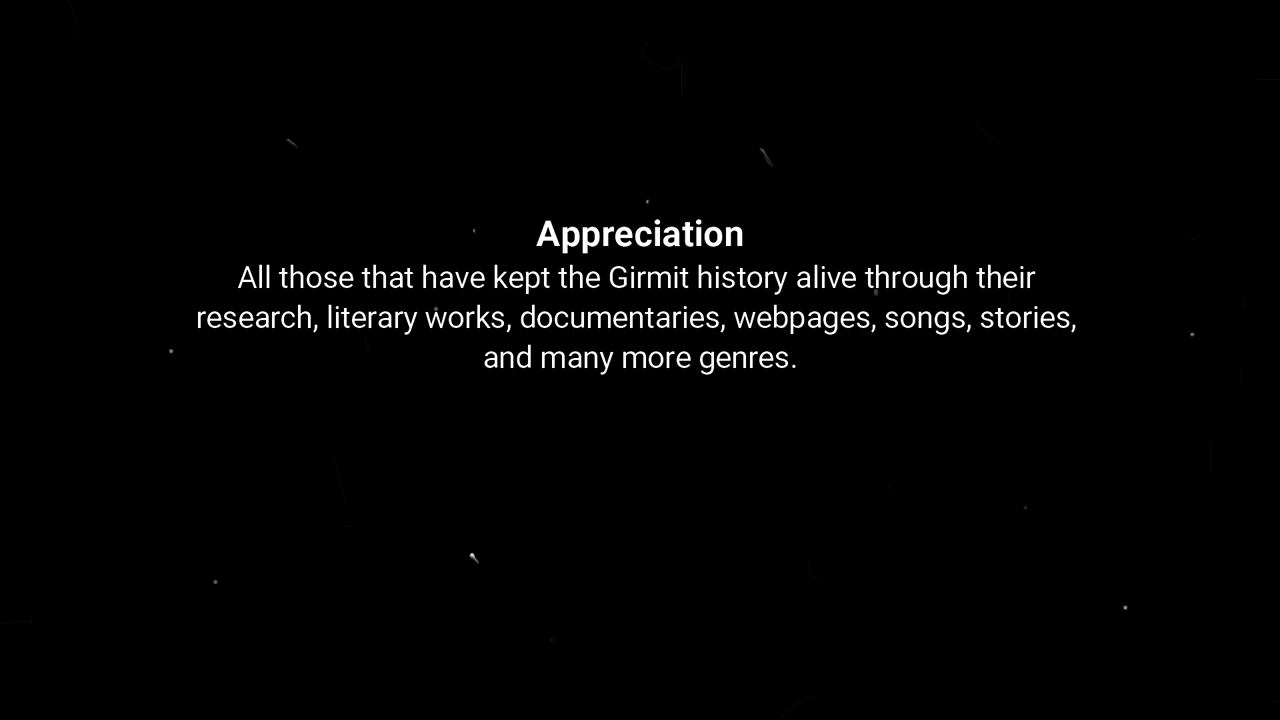 Appreciation
All those that have kept the Girmit history alive through their
research, literary works, documentaries, webpages, songs, stories,
and many more genres.